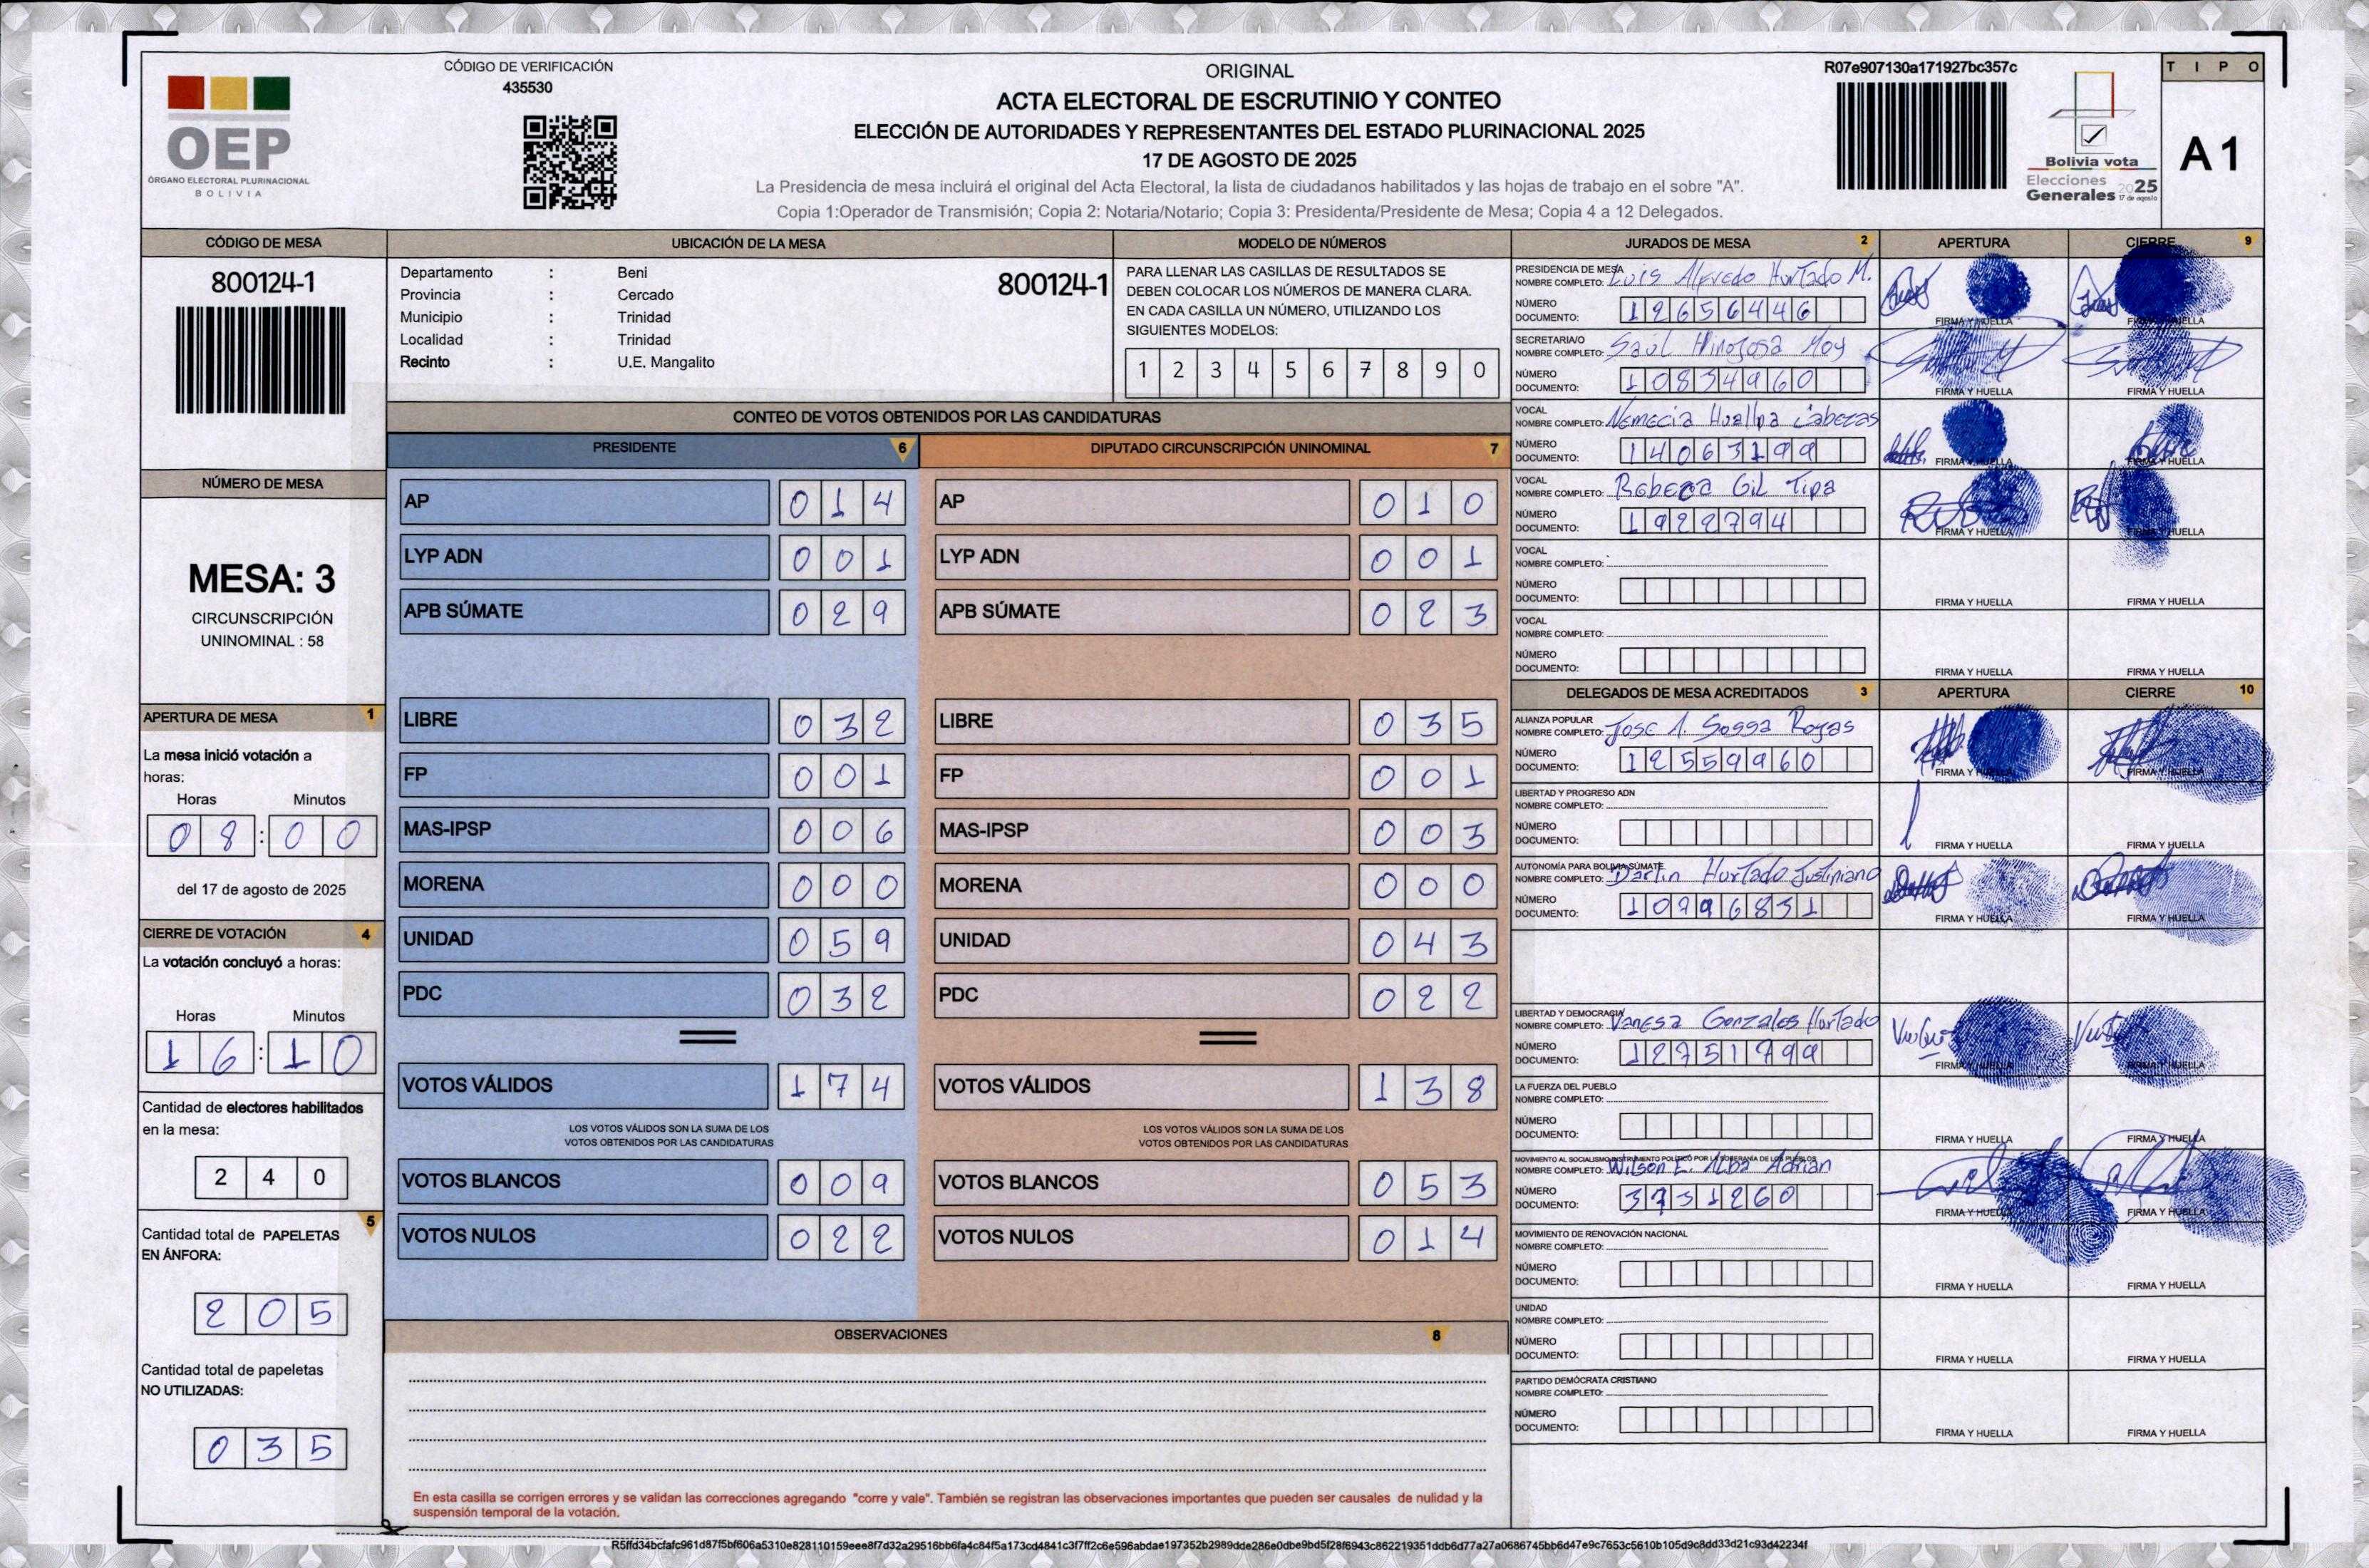 CÓDIGO DE VERIFICACIÓN
435530
OEP
ÓRGANO ELECTORAL PLURINACIONAL
BOLIVIA
ORIGINAL
ACTA ELECTORAL DE ESCRUTINIO Y CONTEO
ELECCIÓN DE AUTORIDADES Y REPRESENTANTES DEL ESTADO PLURINACIONAL 2025
17 DE AGOSTO DE 2025
La Presidencia de mesa incluirá el original del Acta Electoral, la lista de ciudadanos habilitados y las hojas de trabajo en el sobre "A".
Copia 1:Operador de Transmisión; Copia 2: Notaria/Notario; Copia 3: Presidenta/Presidente de Mesa; Copia 4 a 12 Delegados.
R07e907130a171927bc357c
Bolivia vota
Elecciones
Generales 2025
17 de agosto
TIPO
A1
CÓDIGO DE MESA
800124-1
UBICACIÓN DE LA MESA
Departamento : Beni
800124-1
Provincia : Cercado
Municipio : Trinidad
Localidad : Trinidad
Recinto : U.E. Mangalito
MODELO DE NÚMEROS
PARA LLENAR LAS CASILLAS DE RESULTADOS SE
DEBEN COLOCAR LOS NÚMEROS DE MANERA CLARA.
EN CADA CASILLA UN NÚMERO, UTILIZANDO LOS
SIGUIENTES MODELOS:
1 2 3 4 5 6 7 8 9 0
NÚMERO DE MESA
MESA: 3
CIRCUNSCRIPCIÓN
UNINOMINAL : 58
APERTURA DE MESA 1
La mesa inició votación a
horas:
Horas Minutos
08:00
del 17 de agosto de 2025
CIERRE DE VOTACIÓN 4
La votación concluyó a horas:
Horas Minutos
16:10
Cantidad de electores habilitados
en la mesa:
240
5
Cantidad total de PAPELETAS
EN ÁNFORA:
205
Cantidad total de papeletas
NO UTILIZADAS:
035
CONTEO DE VOTOS OBTENIDOS POR LAS CANDIDATURAS
PRESIDENTE 6
AP 014
LYP ADN 001
APB SÚMATE 029
LIBRE 032
FP 001
MAS-IPSP 006
MORENA 000
UNIDAD 059
PDC 032
VOTOS VÁLIDOS 174
LOS VOTOS VÁLIDOS SON LA SUMA DE LOS
VOTOS OBTENIDOS POR LAS CANDIDATURAS
VOTOS BLANCOS 009
VOTOS NULOS 022
DIPUTADO CIRCUNSCRIPCIÓN UNINOMINAL 7
AP 010
LYP ADN 001
APB SÚMATE 023
LIBRE 035
FP 001
MAS-IPSP 003
MORENA 000
UNIDAD 043
PDC 022
VOTOS VÁLIDOS 138
LOS VOTOS VÁLIDOS SON LA SUMA DE LOS
VOTOS OBTENIDOS POR LAS CANDIDATURAS
VOTOS BLANCOS 053
VOTOS NULOS 014
OBSERVACIONES 8
En esta casilla se corrigen errores y se validan las correcciones agregando "corre y vale". También se registran las observaciones importantes que pueden ser causales de nulidad y la
suspensión temporal de la votación.
JURADOS DE MESA 2 APERTURA CIERRE 9
PRESIDENCIA DE MESA
NOMBRE COMPLETO: Luis Alfredo Hurtado M.
NÚMERO
DOCUMENTO: 12656446
FIRMA Y HUELLA FIRMA Y HUELLA
SECRETARIA/O
NOMBRE COMPLETO: Saúl Hinojosa Moy
NÚMERO
DOCUMENTO: 10834960
FIRMA Y HUELLA FIRMA Y HUELLA
VOCAL
NOMBRE COMPLETO: Nemecia Huallpa Cabezas
NÚMERO
DOCUMENTO: 14063199
FIRMA Y HUELLA FIRMA Y HUELLA
VOCAL
NOMBRE COMPLETO: Rebeca Gil Tipa
NÚMERO
DOCUMENTO: 1922794
FIRMA Y HUELLA FIRMA Y HUELLA
VOCAL
NOMBRE COMPLETO:
NÚMERO
DOCUMENTO:
FIRMA Y HUELLA FIRMA Y HUELLA
VOCAL
NOMBRE COMPLETO:
NÚMERO
DOCUMENTO:
FIRMA Y HUELLA FIRMA Y HUELLA
DELEGADOS DE MESA ACREDITADOS 3 APERTURA CIERRE 10
ALIANZA POPULAR
NOMBRE COMPLETO: Jose A. Sossa Rojas
NÚMERO
DOCUMENTO: 12559960
FIRMA Y HUELLA FIRMA Y HUELLA
LIBERTAD Y PROGRESO ADN
NOMBRE COMPLETO:
NÚMERO
DOCUMENTO:
FIRMA Y HUELLA FIRMA Y HUELLA
AUTONOMÍA PARA BOLIVIA SÚMATE
NOMBRE COMPLETO: Darlin Hurtado Justiniano
NÚMERO
DOCUMENTO: 10796831
FIRMA Y HUELLA FIRMA Y HUELLA
LIBERTAD Y DEMOCRACIA
NOMBRE COMPLETO: Vanesa Gonzales Hurtado
NÚMERO
DOCUMENTO: 12751799
FIRMA Y HUELLA FIRMA Y HUELLA
LA FUERZA DEL PUEBLO
NOMBRE COMPLETO:
NÚMERO
DOCUMENTO:
FIRMA Y HUELLA FIRMA Y HUELLA
MOVIMIENTO AL SOCIALISMO INSTRUMENTO POLÍTICO POR LA SOBERANÍA DE LOS PUEBLOS
NOMBRE COMPLETO: Wilson E. Alba Adrian
NÚMERO
DOCUMENTO: 3731260
FIRMA Y HUELLA FIRMA Y HUELLA
MOVIMIENTO DE RENOVACIÓN NACIONAL
NOMBRE COMPLETO:
NÚMERO
DOCUMENTO:
FIRMA Y HUELLA FIRMA Y HUELLA
UNIDAD
NOMBRE COMPLETO:
NÚMERO
DOCUMENTO:
FIRMA Y HUELLA FIRMA Y HUELLA
PARTIDO DEMÓCRATA CRISTIANO
NOMBRE COMPLETO:
NÚMERO
DOCUMENTO:
FIRMA Y HUELLA FIRMA Y HUELLA